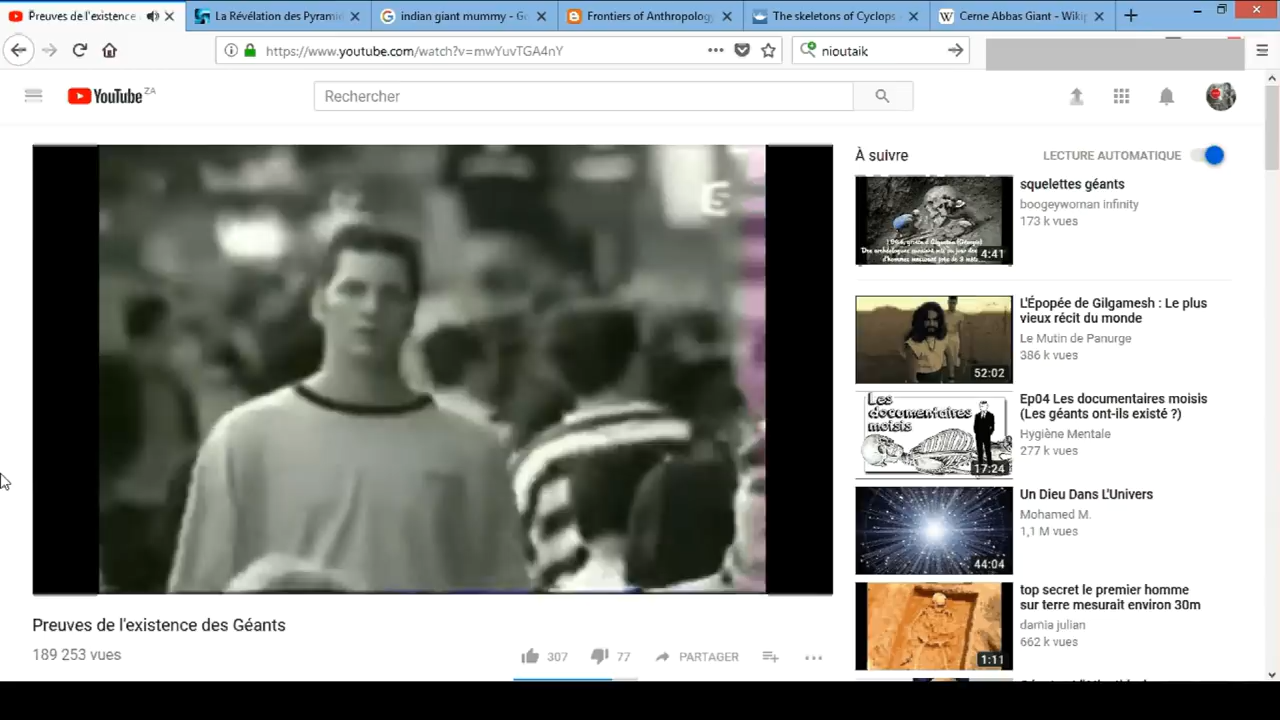 Preuves de l'existence
La Révélation des Pyramid
indian giant mummy - Go
Frontiers of Anthropology
The skeletons of Cyclops
Cerne Abbas Giant - Wikip
https://www.youtube.com/watch?v=mwYuvTGA4nY
nioutaik
YouTube ZA
Rechercher
À suivre
LECTURE AUTOMATIQUE
squelettes géants
boogeywoman infinity
173 k vues
4:41
L'Épopée de Gilgamesh : Le plus
vieux récit du monde
Le Mutin de Panurge
386 k vues
52:02
Les
documentaires
moisis
Ep04 Les documentaires moisis
(Les géants ont-ils existé ?)
Hygiène Mentale
277 k vues
17:24
Un Dieu Dans L'Univers
Mohamed M.
1,1 M vues
44:04
top secret le premier homme
sur terre mesurait environ 30m
damia julian
662 k vues
1:11
Preuves de l'existence des Géants
189 253 vues
307
77
PARTAGER